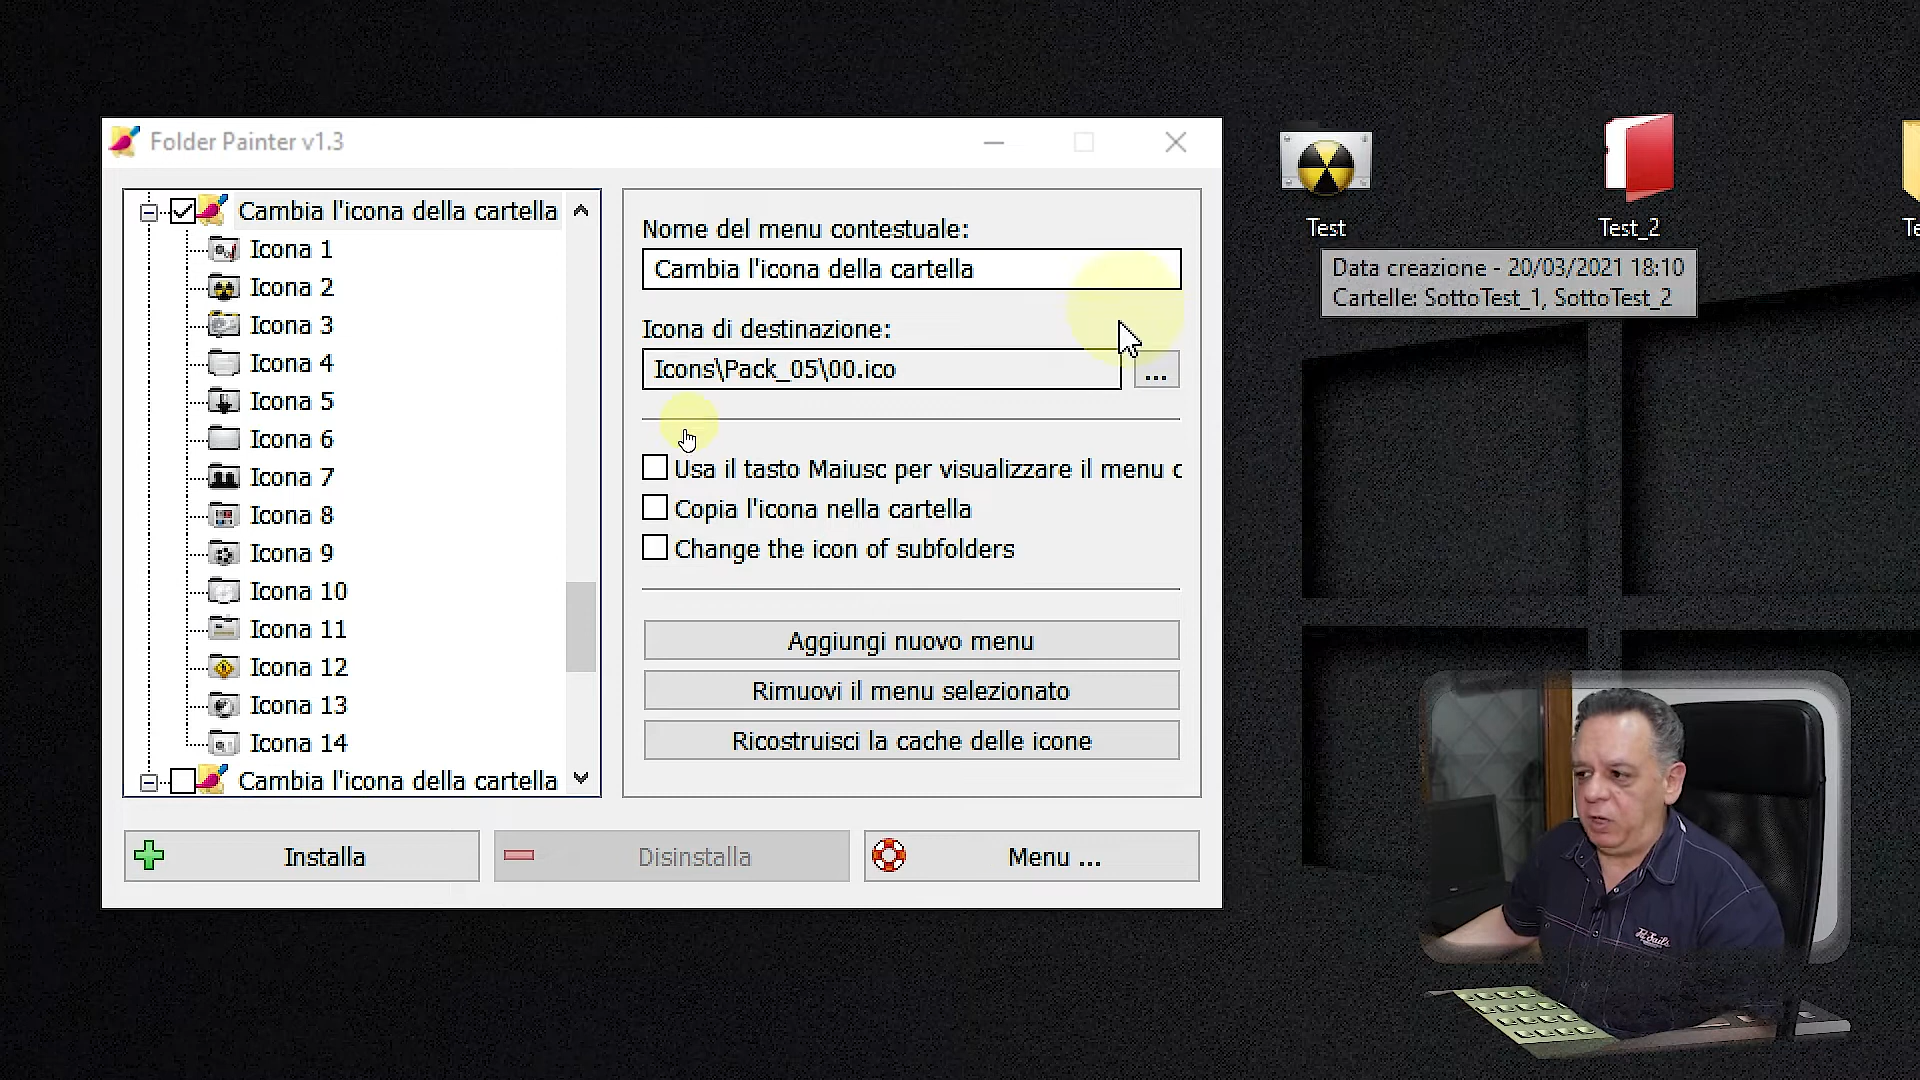 Folder Painter v1.3
Cambia l'icona della cartella
Icona 1
Icona 2
Icona 3
Icona 4
Icona 5
Icona 6
Icona 7
Icona 8
Icona 9
Icona 10
Icona 11
Icona 12
Icona 13
Icona 14
Cambia l'icona della cartella
Nome del menu contestuale:
Cambia l'icona della cartella
Icona di destinazione:
Icons\Pack_05\00.ico
...
Usa il tasto Maiusc per visualizzare il menu c
Copia l'icona nella cartella
Change the icon of subfolders
Aggiungi nuovo menu
Rimuovi il menu selezionato
Ricostruisci la cache delle icone
Installa
Disinstalla
Menu ...
Test
Test_2
Te
Data creazione - 20/03/2021 18:10
Cartelle: SottoTest_1, SottoTest_2